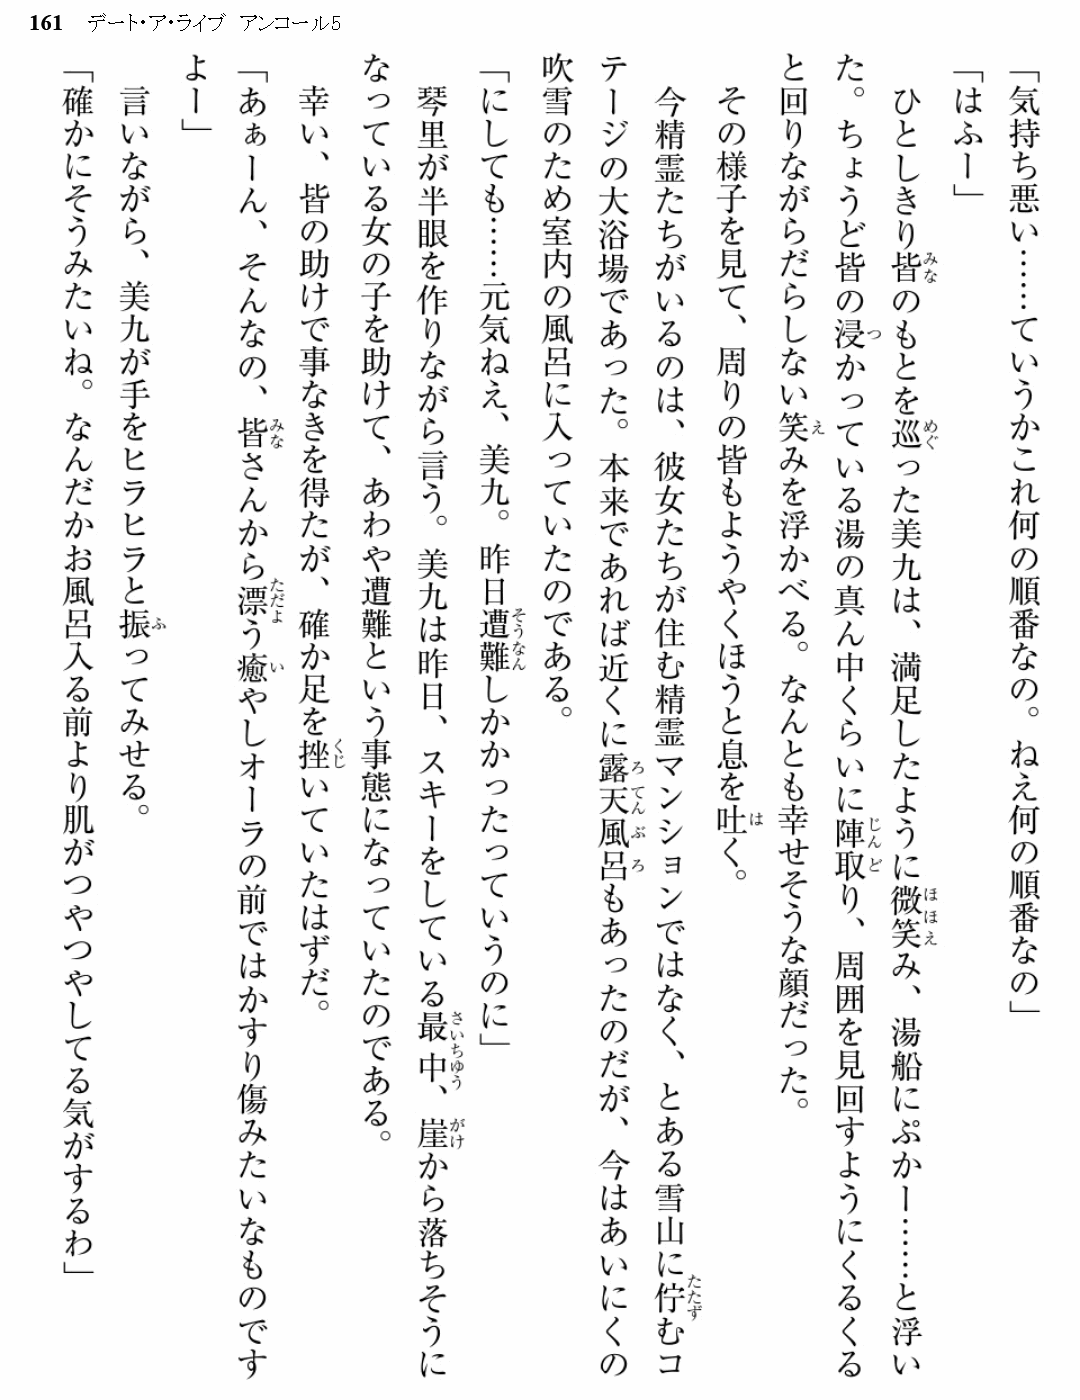 161　デート・ア・ライブ　アンコール5
「気持ち悪い……ていうかこれ何の順番なの。ねえ何の順番なの」
「はふー」
　ひとしきり皆のもとを巡った美九は、満足したように微笑み、湯船にぷかー……と浮い
た。ちょうど皆の浸かっている湯の真ん中くらいに陣取り、周囲を見回すようにくるくる
と回りながらだらしない笑みを浮かべる。なんとも幸せそうな顔だった。
　その様子を見て、周りの皆もようやくほうと息を吐く。
　今精霊たちがいるのは、彼女たちが住む精霊マンションではなく、とある雪山に佇むコ
テージの大浴場であった。本来であれば近くに露天風呂もあったのだが、今はあいにくの
吹雪のため室内の風呂に入っていたのである。
「にしても……元気ねえ、美九。昨日遭難しかかったっていうのに」
　琴里が半眼を作りながら言う。美九は昨日、スキーをしている最中、崖から落ちそうに
なっている女の子を助けて、あわや遭難という事態になっていたのである。
　幸い、皆の助けで事なきを得たが、確か足を挫いていたはずだ。
「あぁーん、そんなの、皆さんから漂う癒やしオーラの前ではかすり傷みたいなものです
よー」
　言いながら、美九が手をヒラヒラと振ってみせる。
「確かにそうみたいね。なんだかお風呂入る前より肌がつやつやしてる気がするわ」